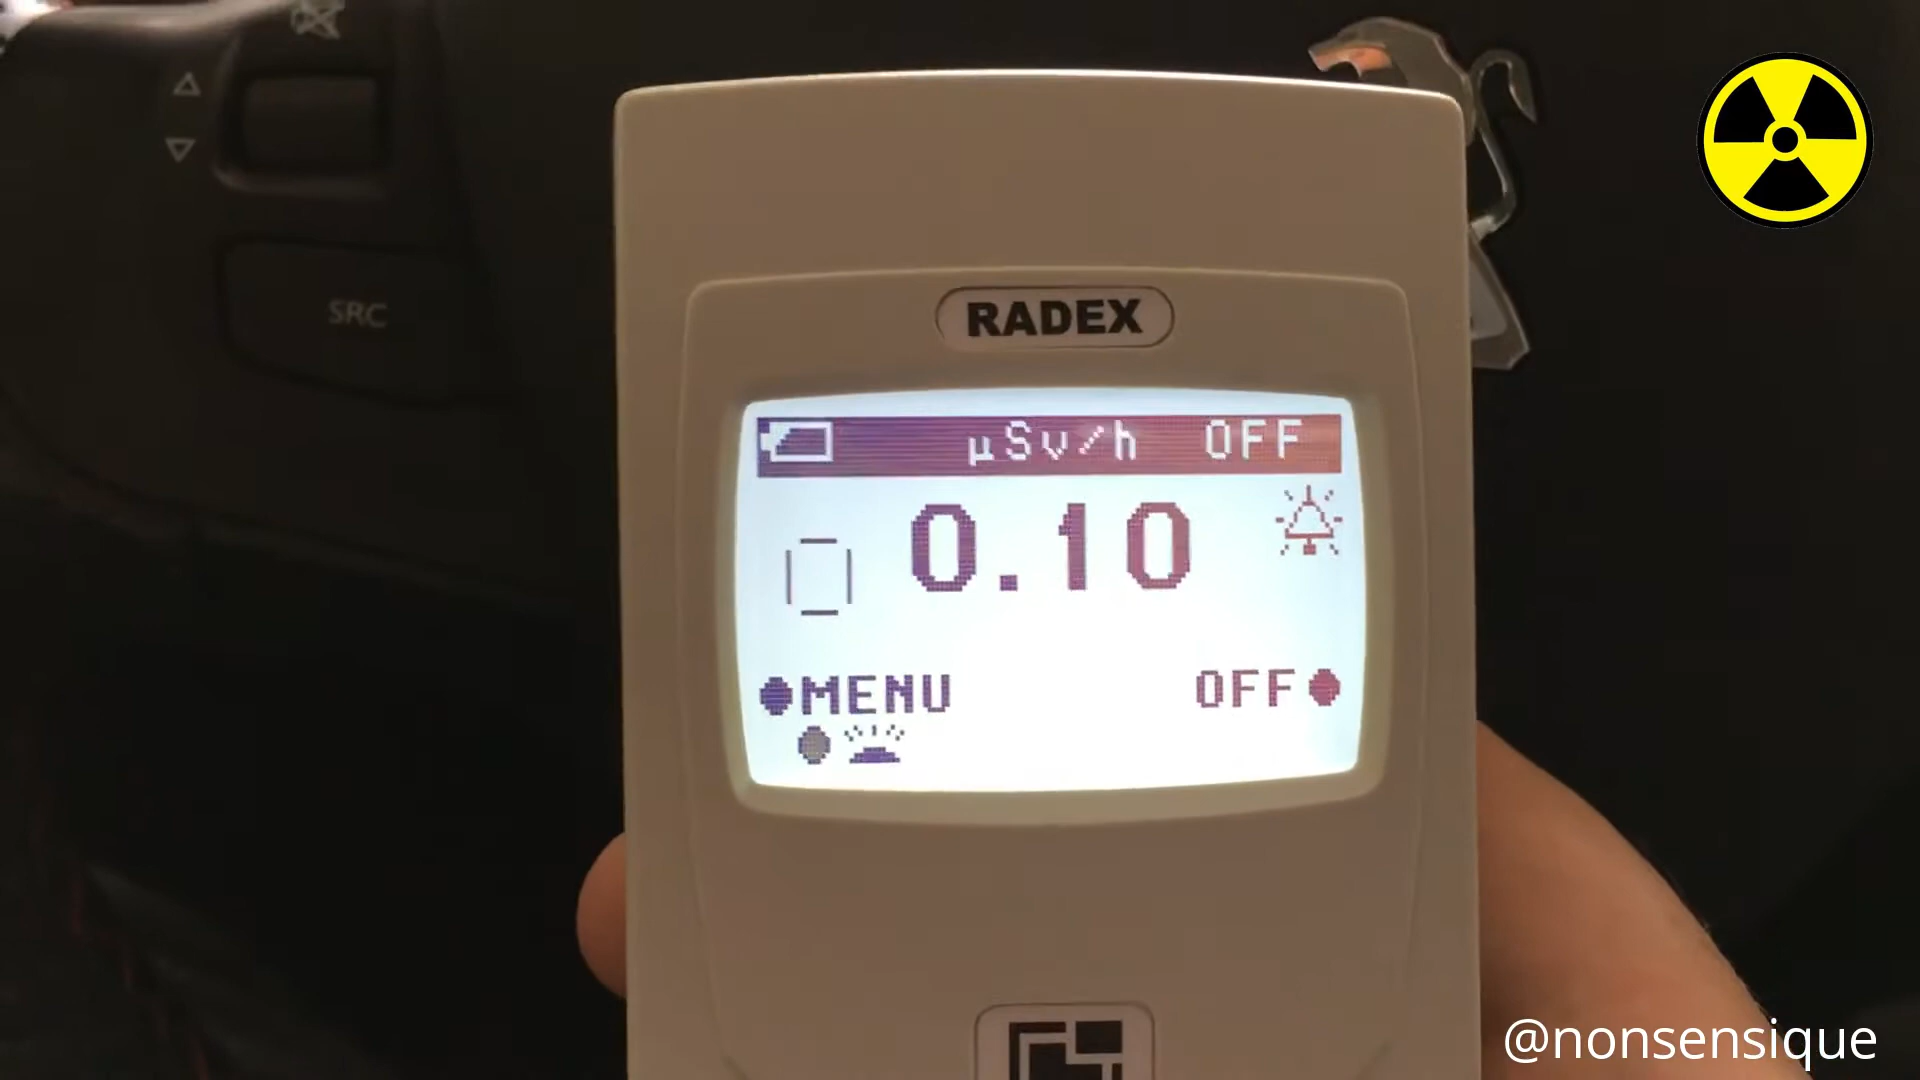 SRC
RADEX
µSv/h OFF
0.10
MENU OFF
@nonsensique